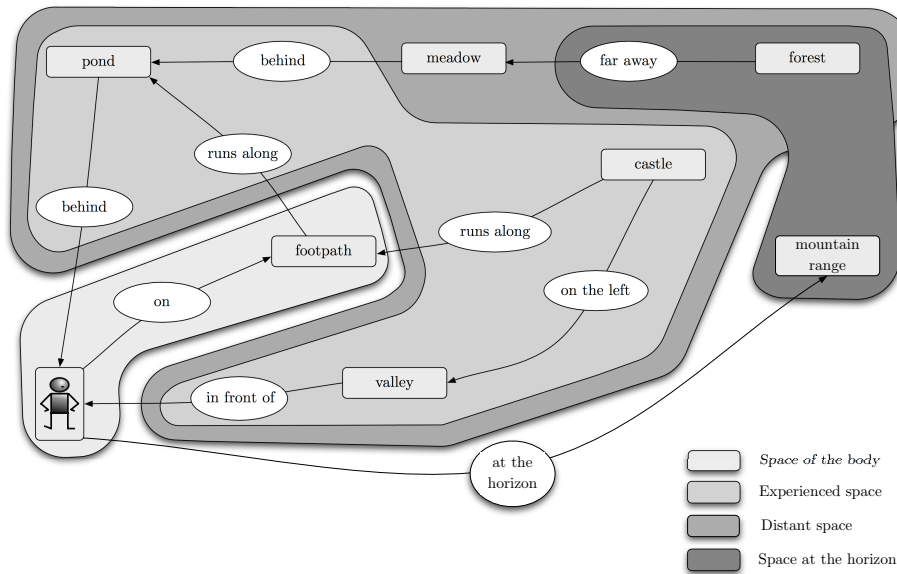 pond
behind
meadow
far away
forest
runs along
castle
behind
runs along
footpath
mountain
range
on
on the left
valley
in front of
at the
horizon
Space of the body
Experienced space
Distant space
Space at the horizon